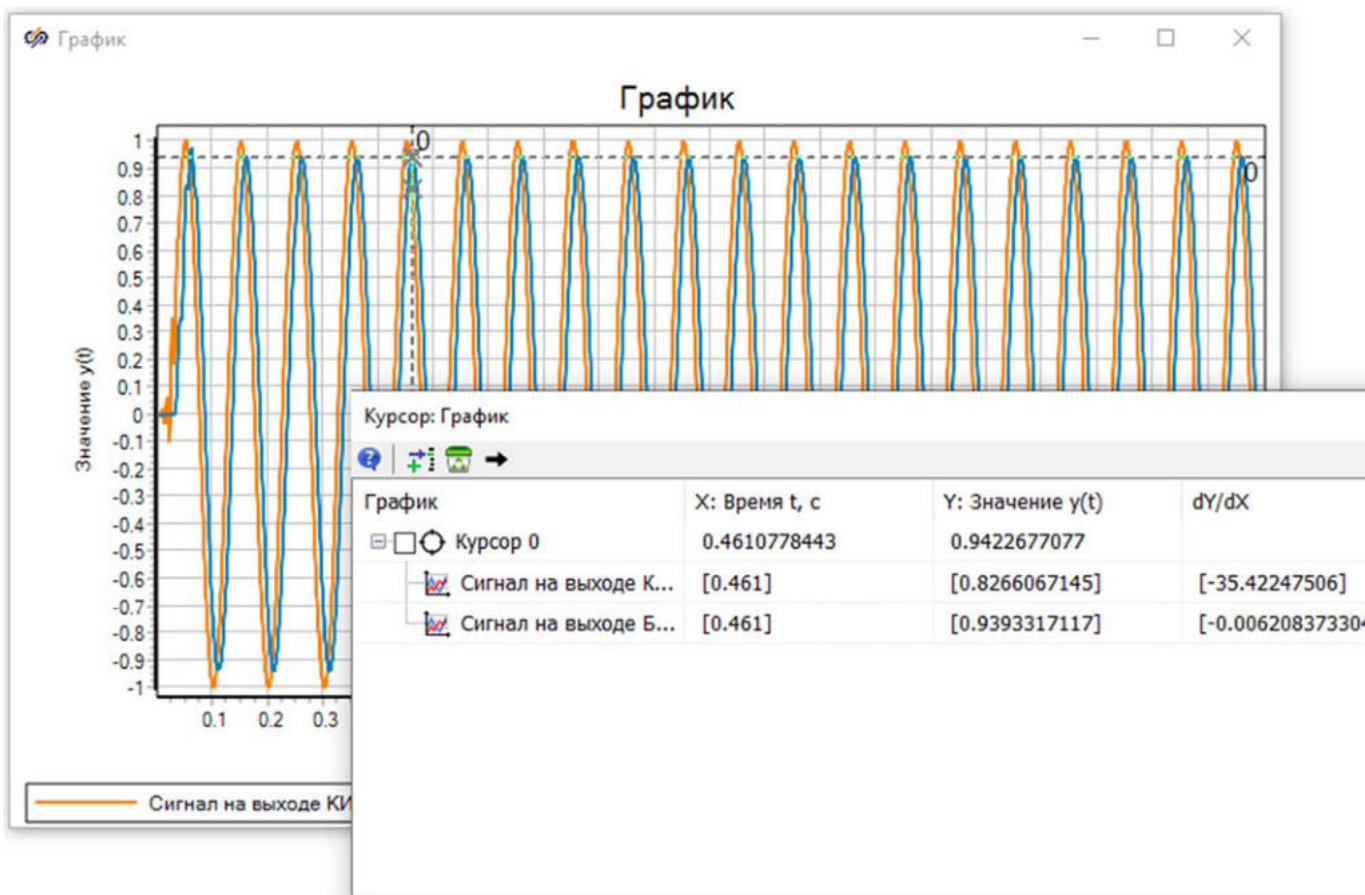 График
График
0
0
1
0.9
0.8
0.7
0.6
0.5
0.4
0.3
0.2
0.1
0
-0.1
-0.2
-0.3
-0.4
-0.5
-0.6
-0.7
-0.8
-0.9
-1
Значение y(t)
0.1 0.2 0.3
Сигнал на выходе КИ
Курсор: График
График X: Время t, с Y: Значение y(t) dY/dX
Курсор 0 0.4610778443 0.9422677077
Сигнал на выходе К... [0.461] [0.8266067145] [-35.42247506]
Сигнал на выходе Б... [0.461] [0.9393317117] [-0.006208373304